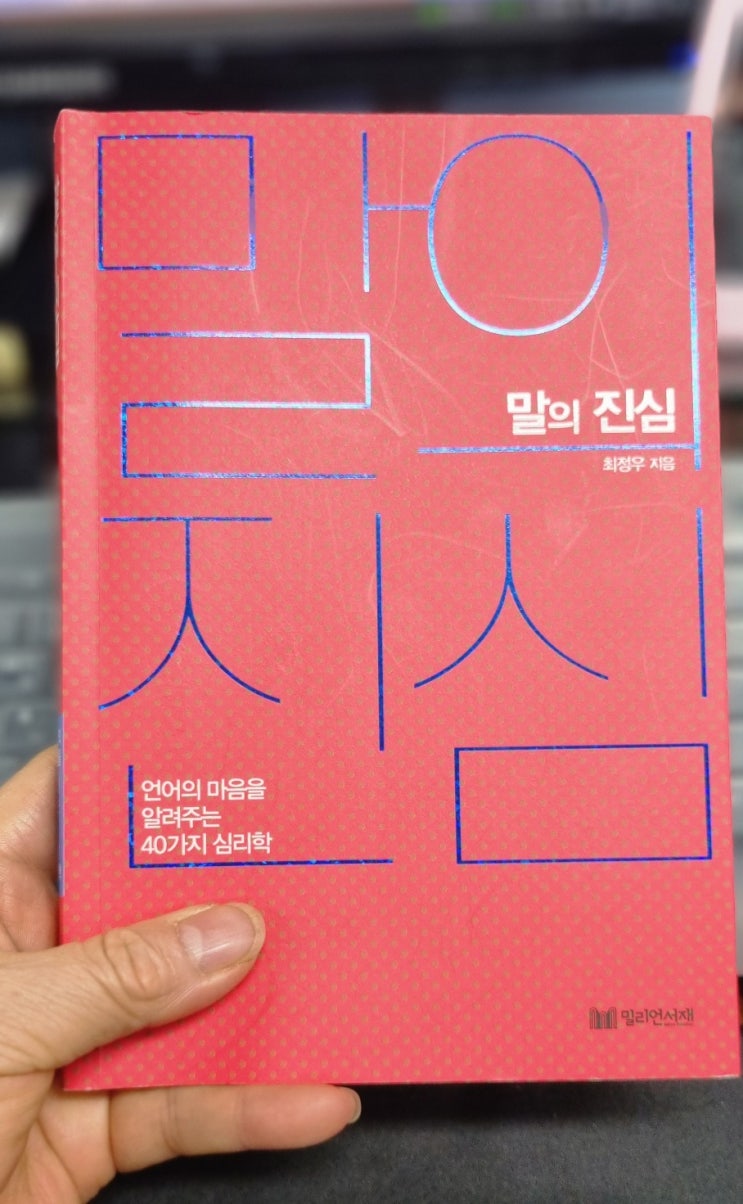 말의
진심
말의 진심
최정우 지음
언어의 마음을
알려주는
40가지 심리학
밀리언서재